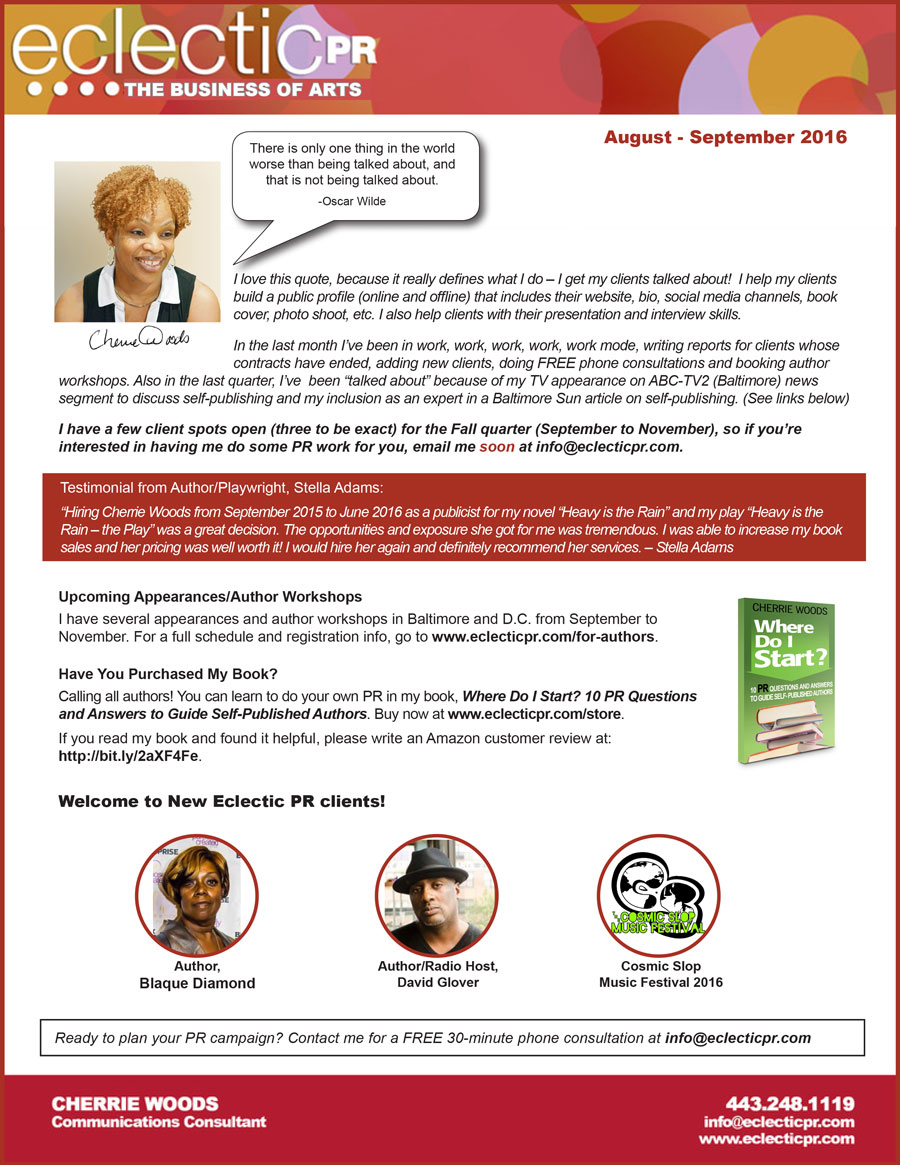 eclecticPR
THE BUSINESS OF ARTS
August - September 2016
There is only one thing in the world
worse than being talked about, and
that is not being talked about.
-Oscar Wilde
Cherrie Woods
I love this quote, because it really defines what I do – I get my clients talked about!  I help my clients
build a public profile (online and offline) that includes their website, bio, social media channels, book
cover, photo shoot, etc. I also help clients with their presentation and interview skills.
In the last month I’ve been in work, work, work, work, work mode, writing reports for clients whose
contracts have ended, adding new clients, doing FREE phone consultations and booking author
workshops. Also in the last quarter, I’ve  been “talked about” because of my TV appearance on ABC-TV2 (Baltimore) news
segment to discuss self-publishing and my inclusion as an expert in a Baltimore Sun article on self-publishing. (See links below)
I have a few client spots open (three to be exact) for the Fall quarter (September to November), so if you’re
interested in having me do some PR work for you, email me soon at info@eclecticpr.com.
Testimonial from Author/Playwright, Stella Adams:
“Hiring Cherrie Woods from September 2015 to June 2016 as a publicist for my novel “Heavy is the Rain” and my play “Heavy is the
Rain – the Play” was a great decision. The opportunities and exposure she got for me was tremendous. I was able to increase my book
sales and her pricing was well worth it! I would hire her again and definitely recommend her services. – Stella Adams
Upcoming Appearances/Author Workshops
I have several appearances and author workshops in Baltimore and D.C. from September to
November. For a full schedule and registration info, go to www.eclecticpr.com/for-authors.
Have You Purchased My Book?
Calling all authors! You can learn to do your own PR in my book, Where Do I Start? 10 PR Questions
and Answers to Guide Self-Published Authors. Buy now at www.eclecticpr.com/store.
If you read my book and found it helpful, please write an Amazon customer review at:
http://bit.ly/2aXF4Fe.
CHERRIE WOODS
Where
Do I
Start?
10 PR QUESTIONS AND ANSWERS
TO GUIDE SELF-PUBLISHED AUTHORS
Welcome to New Eclectic PR clients!
COSMIC SLOP
MUSIC FESTIVAL
Author,
Blaque Diamond
Author/Radio Host,
David Glover
Cosmic Slop
Music Festival 2016
Ready to plan your PR campaign? Contact me for a FREE 30-minute phone consultation at info@eclecticpr.com
CHERRIE WOODS
Communications Consultant
443.248.1119
info@eclecticpr.com
www.eclecticpr.com